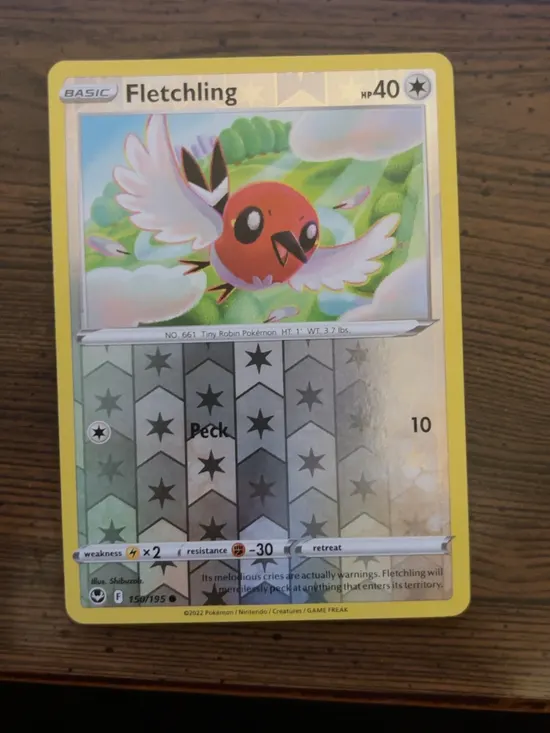 BASIC Fletchling HP40
NO. 661 Tiny Robin Pokémon. HT: 1' WT: 3.7 lbs.
Peck 10
weakness ×2 resistance -30 retreat
Illus. Shibuzoh.
Its melodious cries are actually warnings. Fletchling will
mercilessly peck at anything that enters its territory.
F 150/195
©2022 Pokémon / Nintendo / Creatures / GAME FREAK